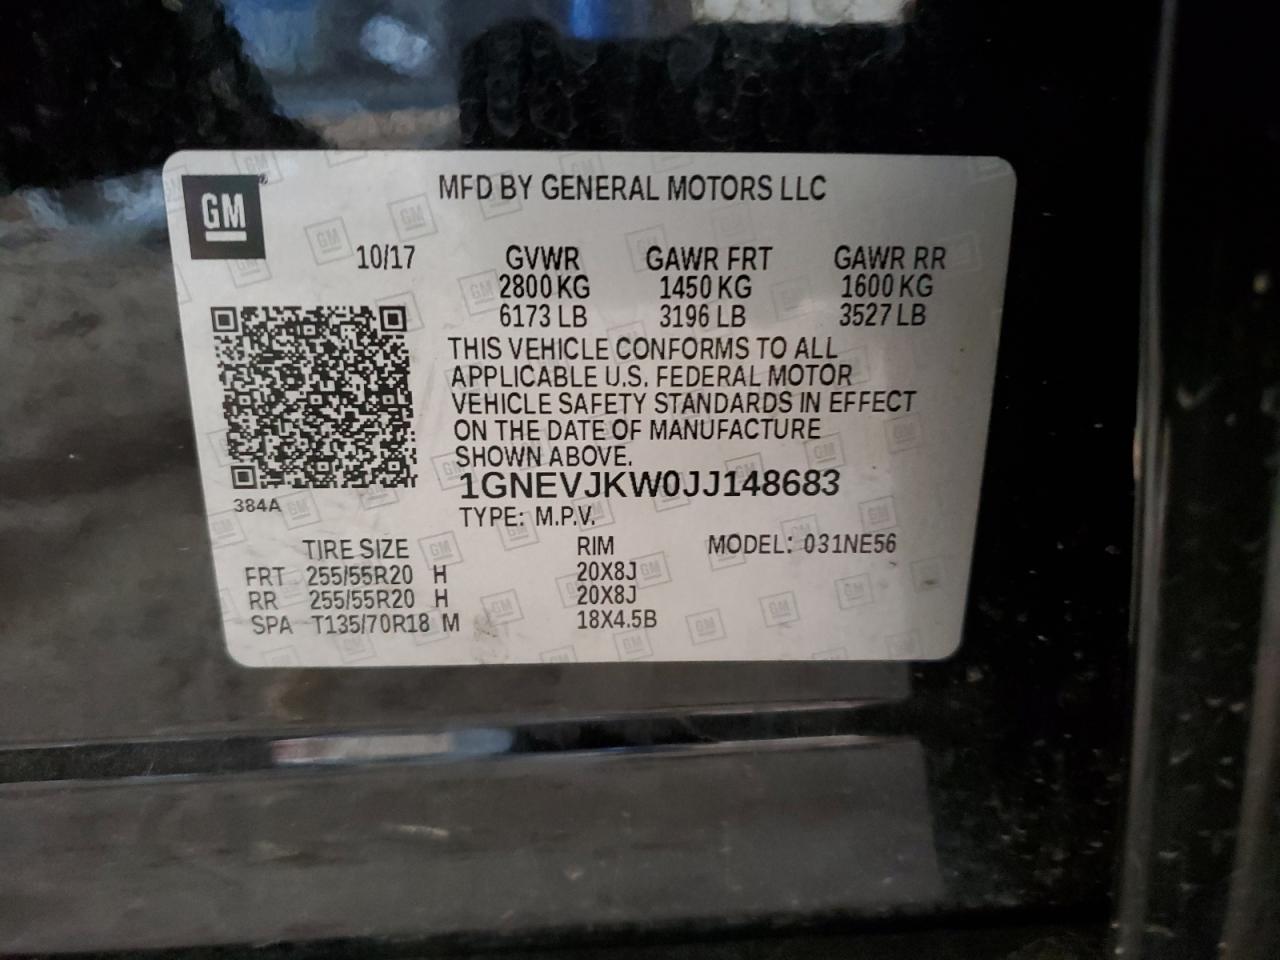 MFD BY GENERAL MOTORS LLC
GM
10/17 GVWR GAWR FRT GAWR RR
2800 KG 1450 KG 1600 KG
6173 LB 3196 LB 3527 LB
THIS VEHICLE CONFORMS TO ALL
APPLICABLE U.S. FEDERAL MOTOR
VEHICLE SAFETY STANDARDS IN EFFECT
ON THE DATE OF MANUFACTURE
SHOWN ABOVE.
1GNEVJKW0JJ148683
384A
TYPE: M.P.V.
TIRE SIZE RIM MODEL: 031NE56
FRT 255/55R20 H 20X8J
RR 255/55R20 H 20X8J
SPA T135/70R18 M 18X4.5B